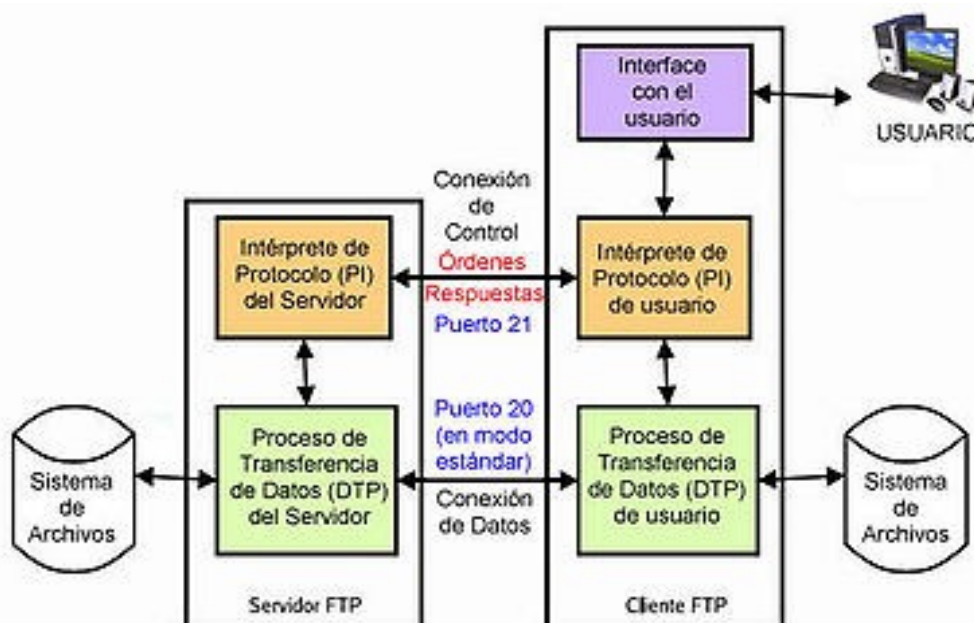 Interface
con el
usuario
USUARIO
Conexión
de
Control
Órdenes
Respuestas
Puerto 21
Intérprete de
Protocolo (PI)
del Servidor
Intérprete de
Protocolo (PI)
de usuario
Puerto 20
(en modo
estándar)
Conexión
de Datos
Sistema
de
Archivos
Proceso de
Transferencia
de Datos (DTP)
del Servidor
Proceso de
Transferencia
de Datos (DTP)
de usuario
Sistema
de
Archivos
Servidor FTP
Cliente FTP